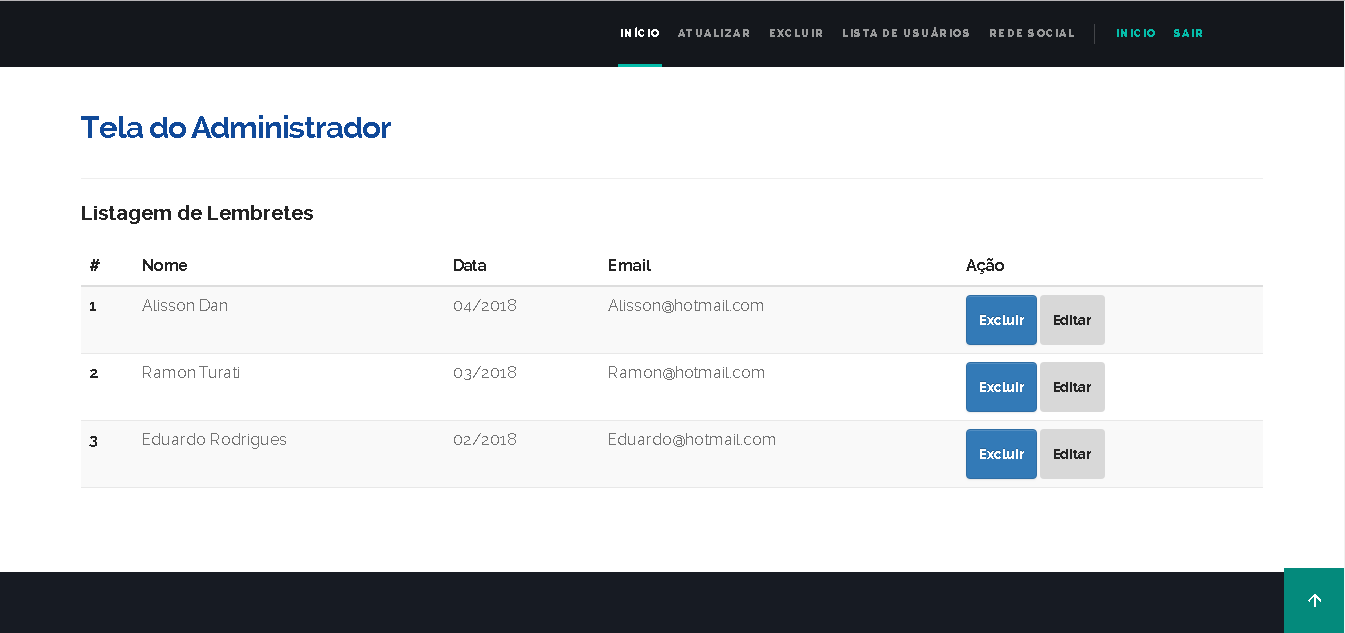 INÍCIO ATUALIZAR EXCLUIR LISTA DE USUÁRIOS REDE SOCIAL INICIO SAIR
Tela do Administrador
Listagem de Lembretes
# Nome Data Email Ação
1 Alisson Dan 04/2018 Alisson@hotmail.com Excluir Editar
2 Ramon Turati 03/2018 Ramon@hotmail.com Excluir Editar
3 Eduardo Rodrigues 02/2018 Eduardo@hotmail.com Excluir Editar